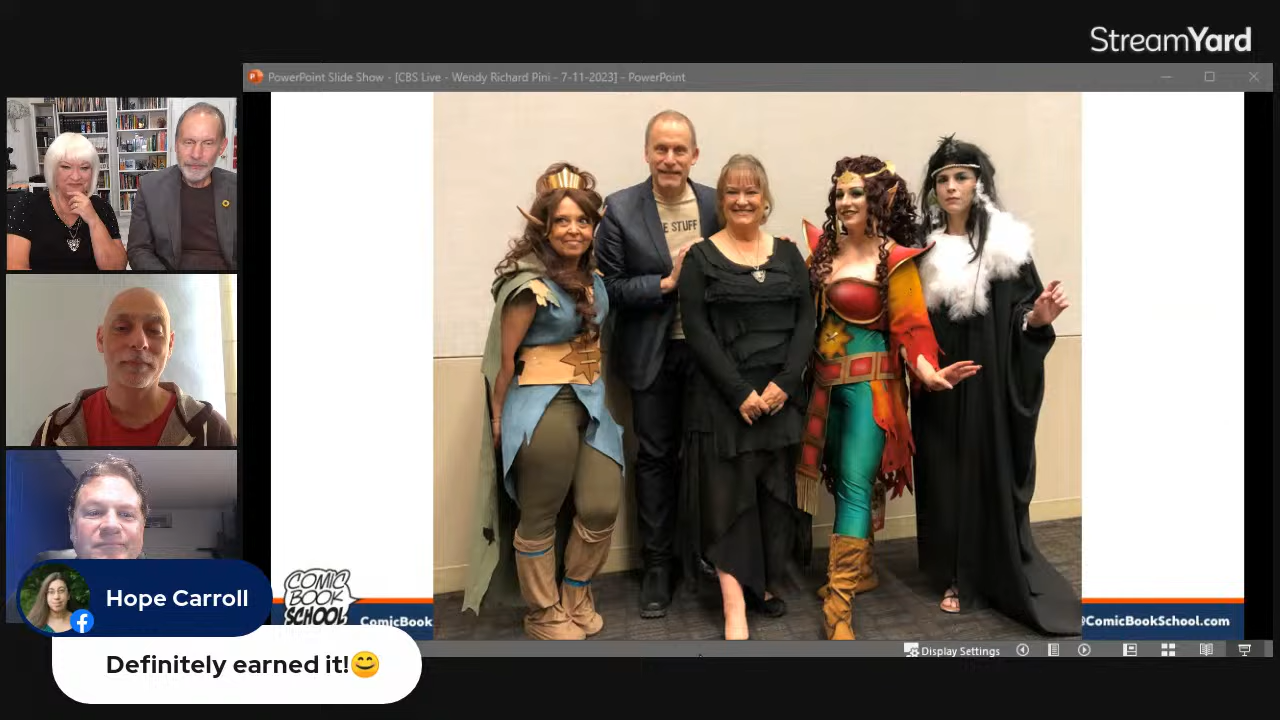 StreamYard
PowerPoint Slide Show - [CBS Live - Wendy Richard Pini - 7-11-2023] - PowerPoint
E STUFF
COMIC
BOOK
SCHOOL
ComicBook
@ComicBookSchool.com
Hope Carroll
Definitely earned it!😊
Display Settings